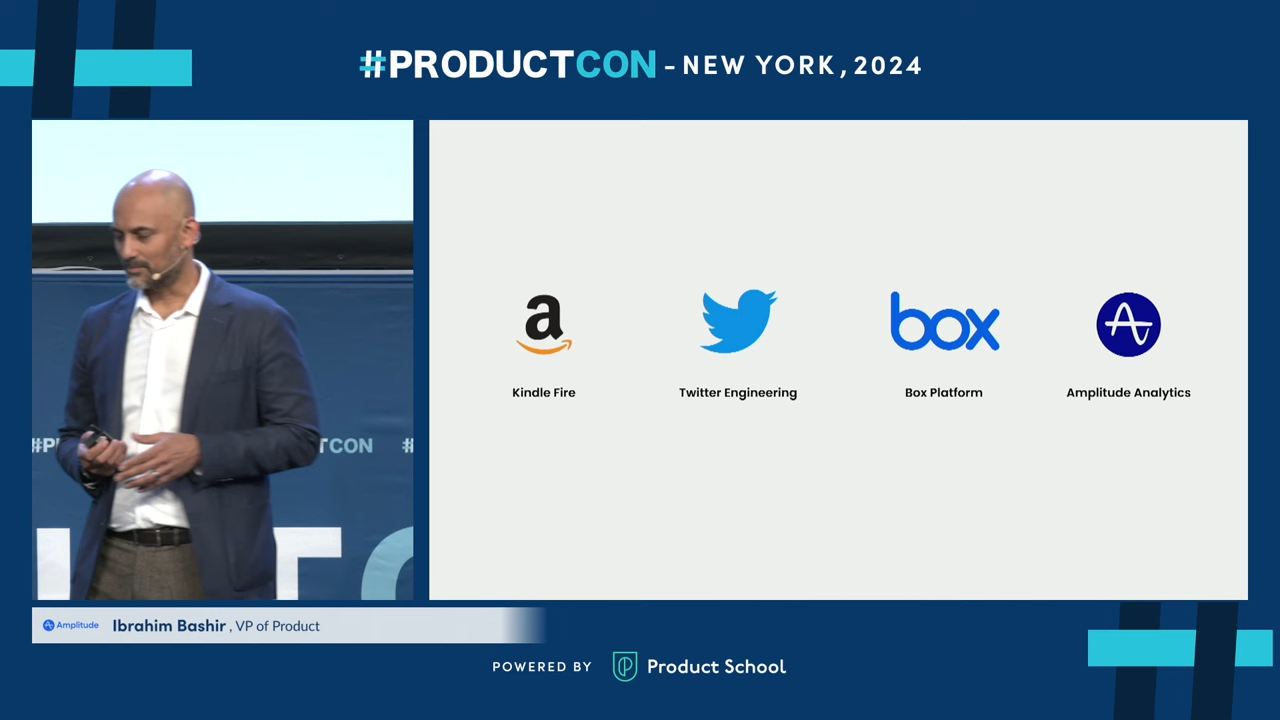 #PRODUCTCON - NEW YORK, 2024
a
box
Kindle Fire
Twitter Engineering
Box Platform
Amplitude Analytics
#P
TCON
#
T
C
Amplitude
Ibrahim Bashir , VP of Product
POWERED BY
Product School